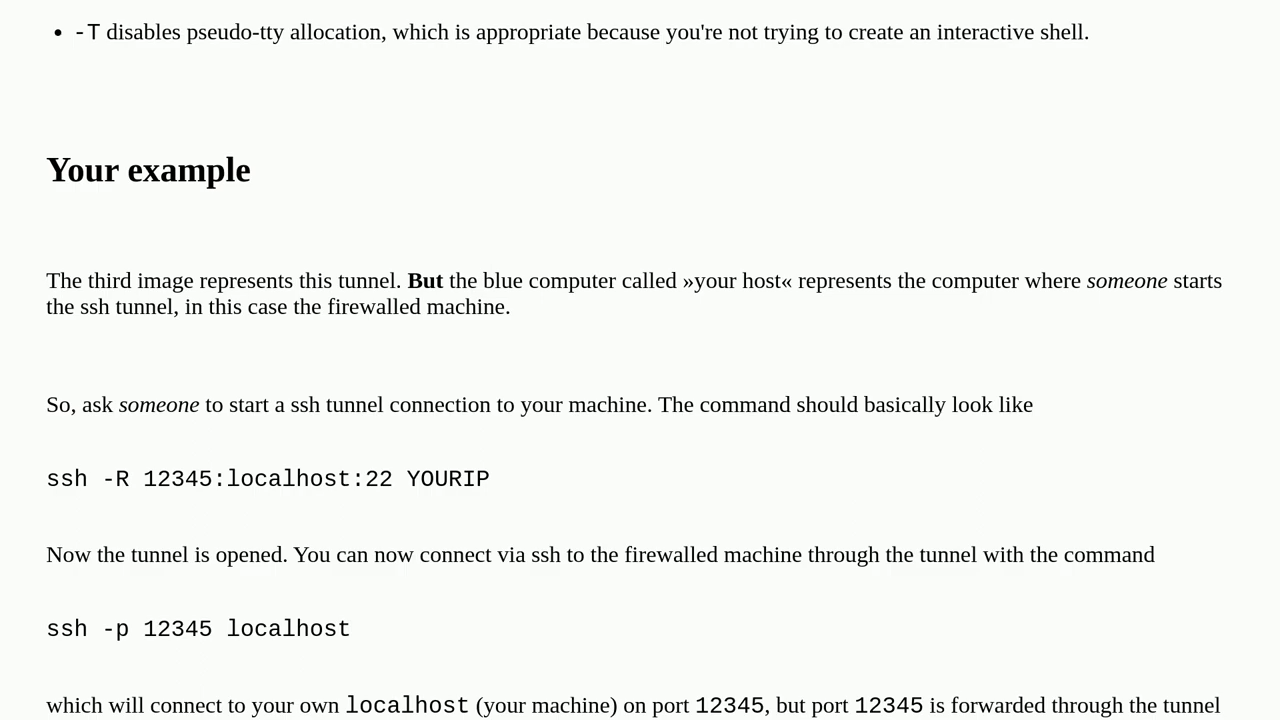 • -T disables pseudo-tty allocation, which is appropriate because you're not trying to create an interactive shell.
Your example
The third image represents this tunnel. But the blue computer called »your host« represents the computer where someone starts
the ssh tunnel, in this case the firewalled machine.
So, ask someone to start a ssh tunnel connection to your machine. The command should basically look like
ssh -R 12345:localhost:22 YOURIP
Now the tunnel is opened. You can now connect via ssh to the firewalled machine through the tunnel with the command
ssh -p 12345 localhost
which will connect to your own localhost (your machine) on port 12345, but port 12345 is forwarded through the tunnel